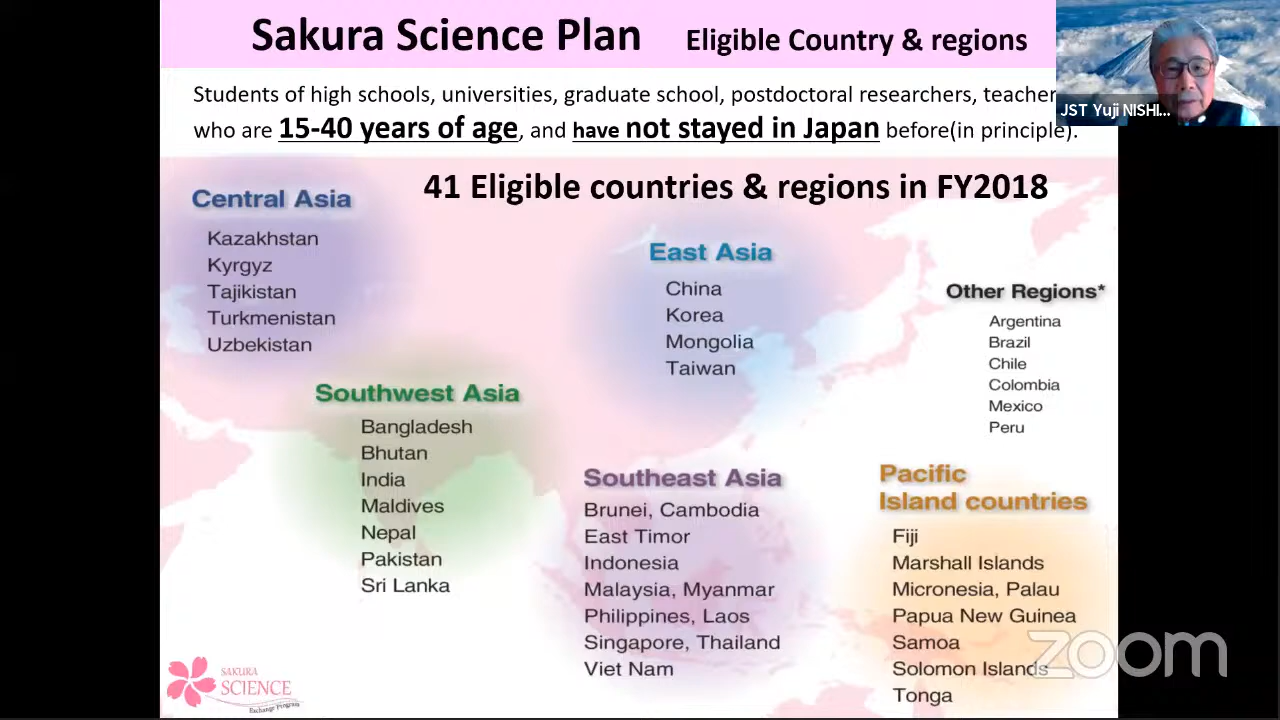 Sakura Science Plan Eligible Country & regions
JST Yuji NISHI...
Students of high schools, universities, graduate school, postdoctoral researchers, teacher
who are 15-40 years of age, and have not stayed in Japan before(in principle).
41 Eligible countries & regions in FY2018
Central Asia
Kazakhstan
Kyrgyz
Tajikistan
Turkmenistan
Uzbekistan
East Asia
China
Korea
Mongolia
Taiwan
Other Regions*
Argentina
Brazil
Chile
Colombia
Mexico
Peru
Southwest Asia
Bangladesh
Bhutan
India
Maldives
Nepal
Pakistan
Sri Lanka
Southeast Asia
Brunei, Cambodia
East Timor
Indonesia
Malaysia, Myanmar
Philippines, Laos
Singapore, Thailand
Viet Nam
Pacific
Island countries
Fiji
Marshall Islands
Micronesia, Palau
Papua New Guinea
Samoa
Solomon Islands
Tonga
SAKURA
SCIENCE
Exchange Program
zoom